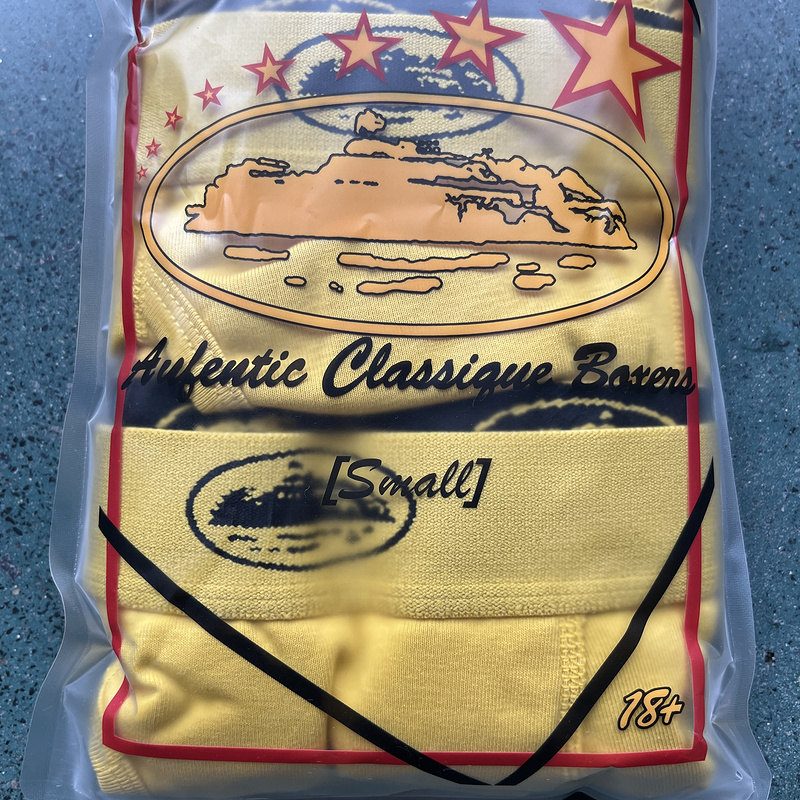 Aufentic Classique Boxers
[Small]
18+